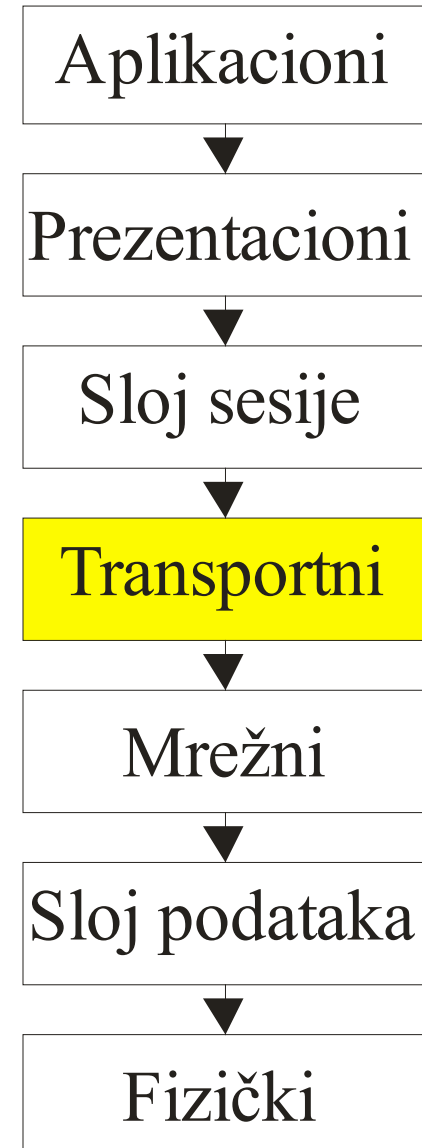 Aplikacioni
Prezentacioni
Sloj sesije
Transportni
Mrežni
Sloj podataka
Fizički